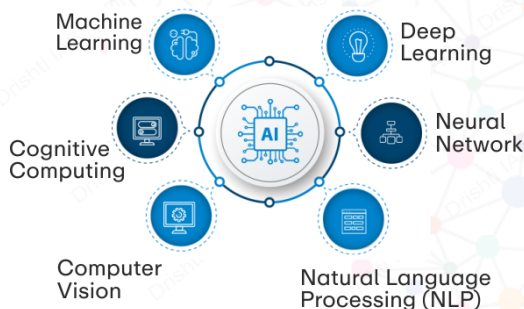 Machine
Learning
Deep
Learning
Cognitive
Computing
AI
Neural
Network
Computer
Vision
Natural Language
Processing (NLP)